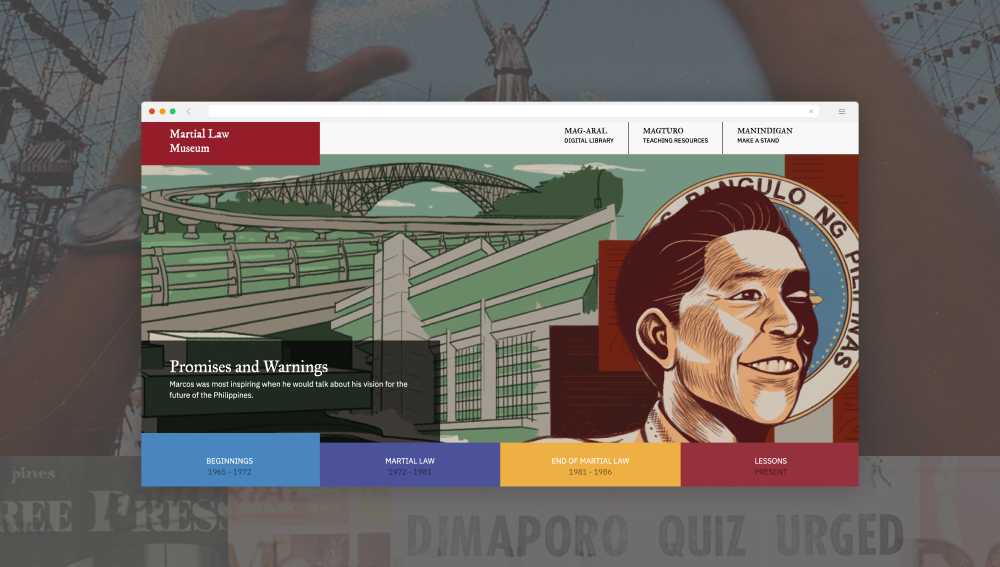 Martial Law
Museum
MAG-ARAL
DIGITAL LIBRARY
MAGTURO
TEACHING RESOURCES
MANINDIGAN
MAKE A STAND
PANGULO NG PILIPINAS
Promises and Warnings
Marcos was most inspiring when he would talk about his vision for the
future of the Philippines.
BEGINNINGS
1965 - 1972
MARTIAL LAW
1972 - 1981
END OF MARTIAL LAW
1981 - 1986
LESSONS
PRESENT
pines
REE PRESS
DIMAPORO QUIZ URGED